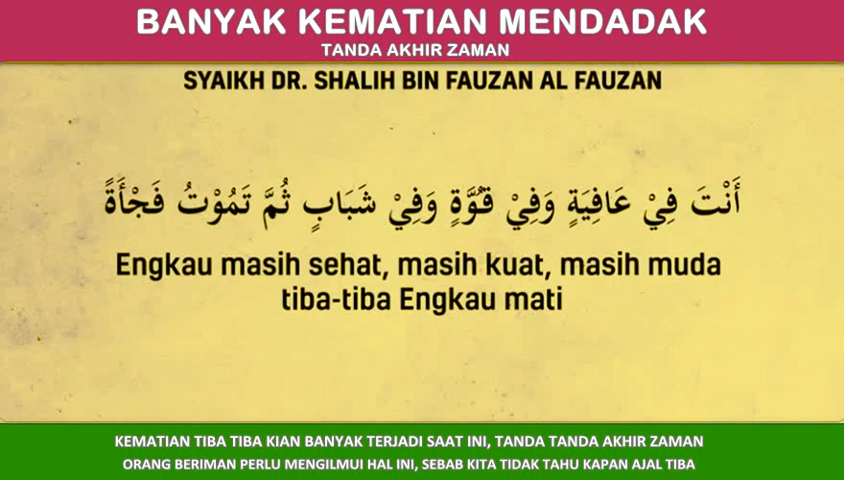 BANYAK KEMATIAN MENDADAK
TANDA AKHIR ZAMAN
SYAIKH DR. SHALIH BIN FAUZAN AL FAUZAN
أَنْتَ فِيْ عَافِيَةٍ وَفِيْ قُوَّةٍ وَفِيْ شَبَابٍ ثُمَّ تَمُوْتُ فَجْأَةً
Engkau masih sehat, masih kuat, masih muda
tiba-tiba Engkau mati
KEMATIAN TIBA TIBA KIAN BANYAK TERJADI SAAT INI, TANDA TANDA AKHIR ZAMAN
ORANG BERIMAN PERLU MENGILMUI HAL INI, SEBAB KITA TIDAK TAHU KAPAN AJAL TIBA